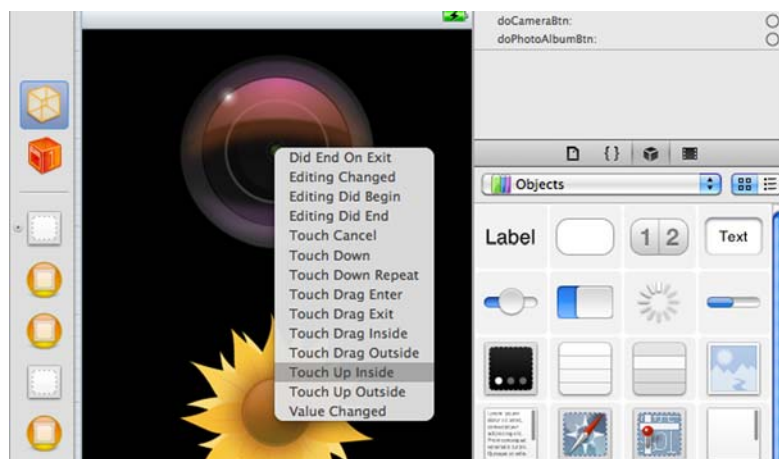 doCameraBtn:
doPhotoAlbumBtn:
Did End On Exit
Editing Changed
Editing Did Begin
Editing Did End
Touch Cancel
Touch Down
Touch Down Repeat
Touch Drag Enter
Touch Drag Exit
Touch Drag Inside
Touch Drag Outside
Touch Up Inside
Touch Up Outside
Value Changed
{}
Objects
Label
1 2
Text